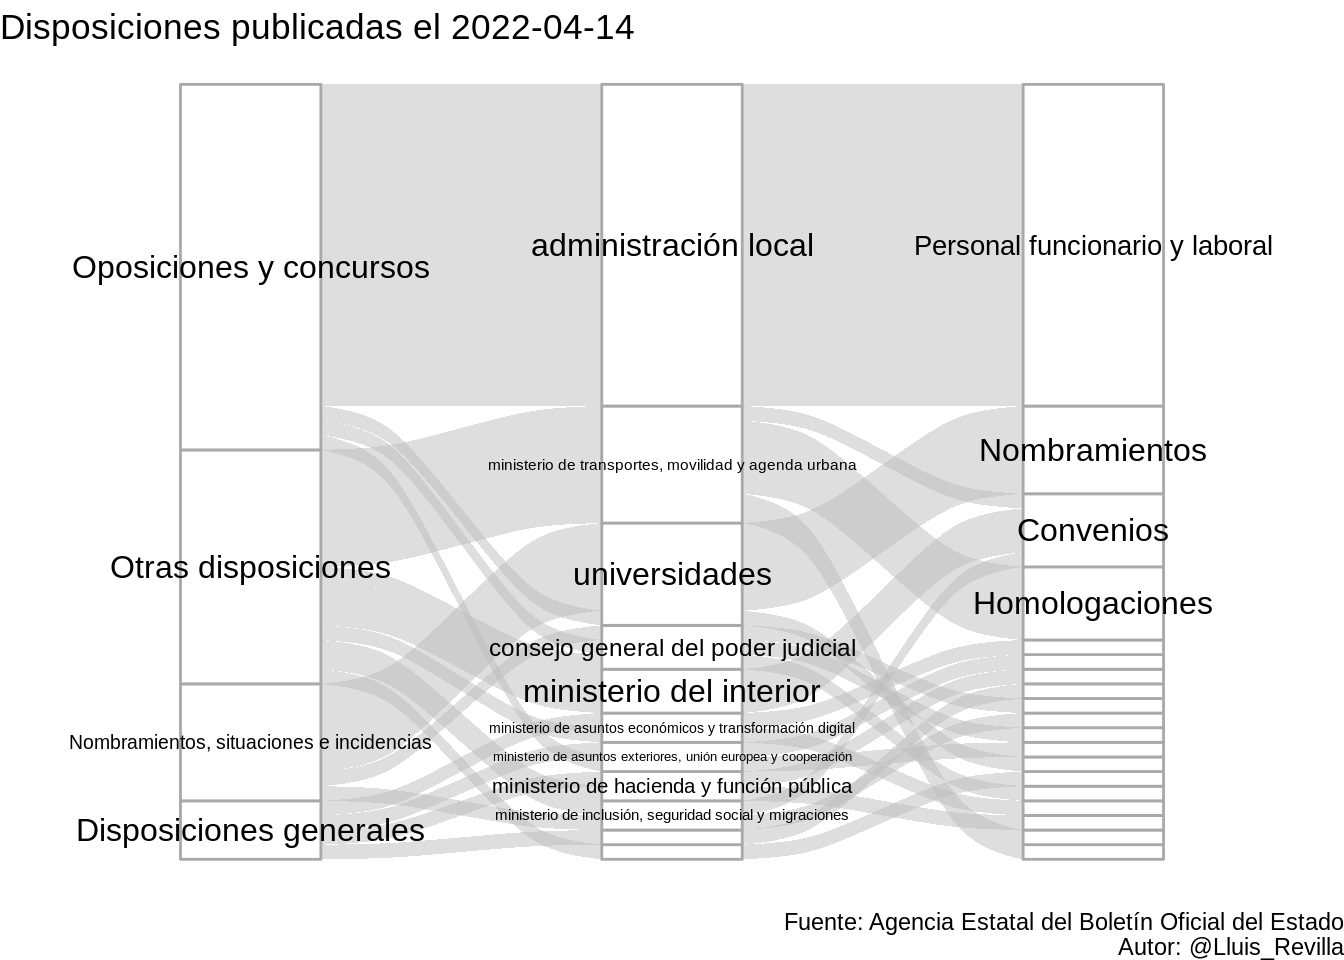 Disposiciones publicadas el 2022-04-14
Oposiciones y concursos
Otras disposiciones
Nombramientos, situaciones e incidencias
Disposiciones generales
administración local
ministerio de transportes, movilidad y agenda urbana
universidades
consejo general del poder judicial
ministerio del interior
ministerio de asuntos económicos y transformación digital
ministerio de asuntos exteriores, unión europea y cooperación
ministerio de hacienda y función pública
ministerio de inclusión, seguridad social y migraciones
Personal funcionario y laboral
Nombramientos
Convenios
Homologaciones
Fuente: Agencia Estatal del Boletín Oficial del Estado
Autor: @Lluis_Revilla